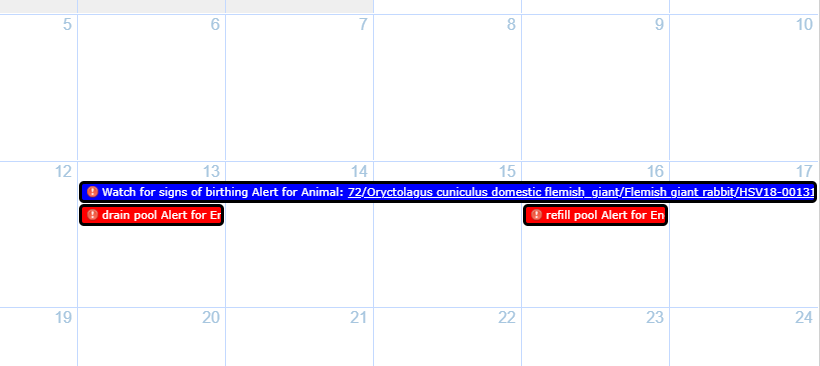 5 6 7 8 9 10
12 13 14 15 16 17
Watch for signs of birthing Alert for Animal: 72/Oryctolagus cuniculus domestic flemish_giant/Flemish giant rabbit/HSV18-00131
drain pool Alert for Er refill pool Alert for En
19 20 21 22 23 24